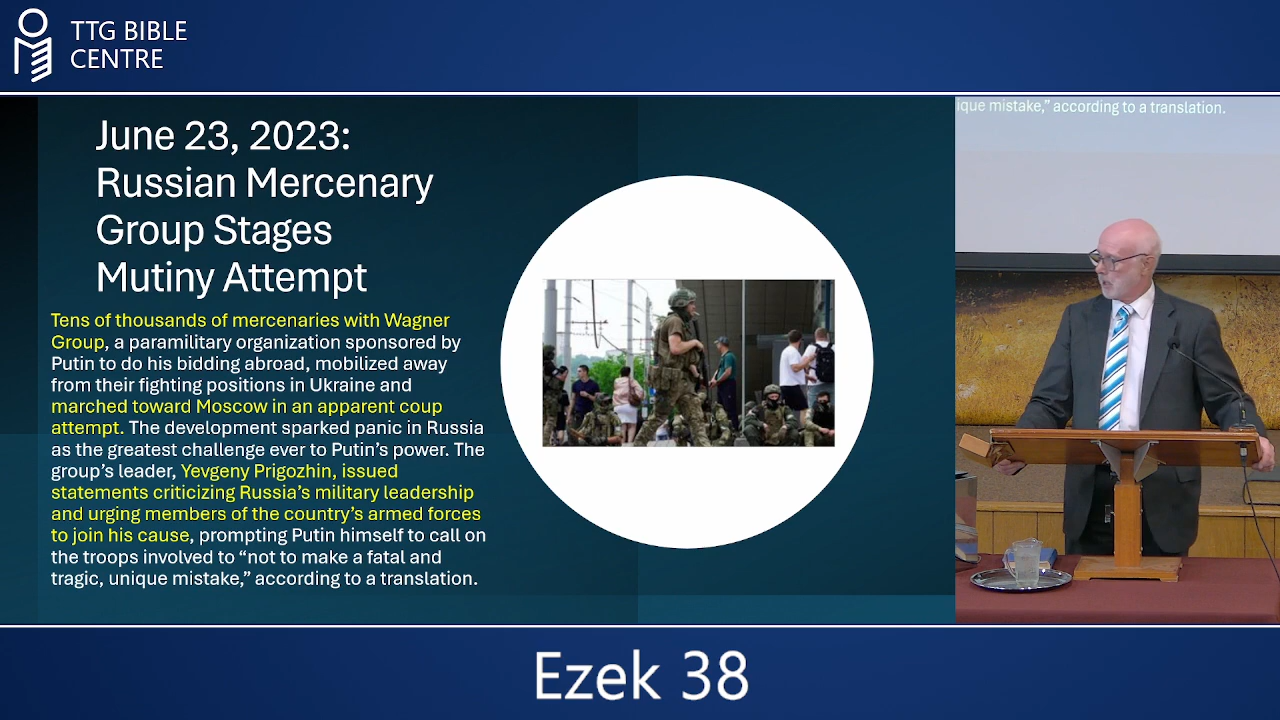 TTG BIBLE
CENTRE
June 23, 2023:
Russian Mercenary
Group Stages
Mutiny Attempt
Tens of thousands of mercenaries with Wagner
Group, a paramilitary organization sponsored by
Putin to do his bidding abroad, mobilized away
from their fighting positions in Ukraine and
marched toward Moscow in an apparent coup
attempt. The development sparked panic in Russia
as the greatest challenge ever to Putin’s power. The
group’s leader, Yevgeny Prigozhin, issued
statements criticizing Russia’s military leadership
and urging members of the country’s armed forces
to join his cause, prompting Putin himself to call on
the troops involved to “not to make a fatal and
tragic, unique mistake,” according to a translation.
ique mistake,” according to a translation.
Ezek 38